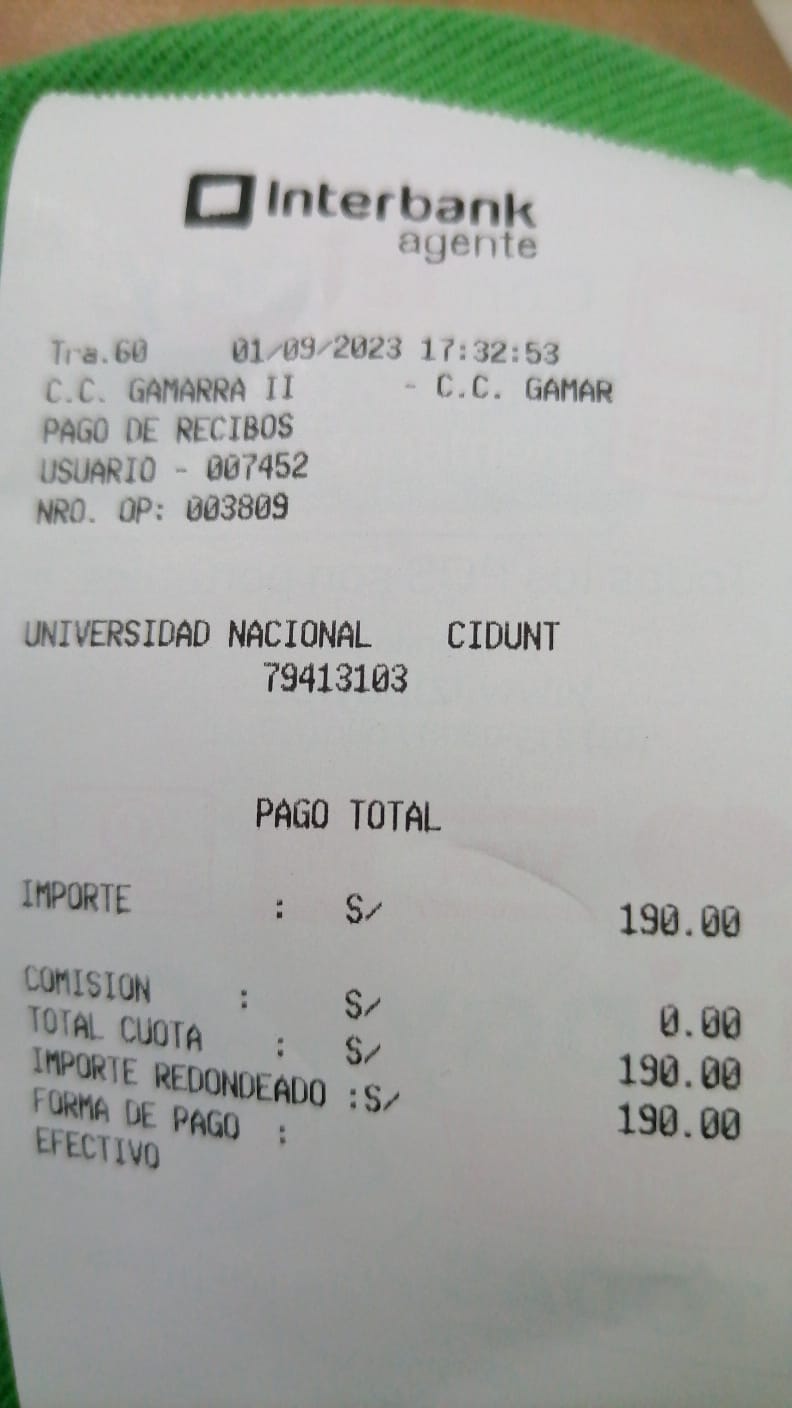 Interbank
agente
Tra.60 01/09/2023 17:32:53
C.C. GAMARRA II - C.C. GAMAR
PAGO DE RECIBOS
USUARIO - 007452
NRO. OP: 003809
UNIVERSIDAD NACIONAL CIDUNT
79413103
PAGO TOTAL
IMPORTE : S/ 190.00
COMISION : S/ 0.00
TOTAL CUOTA : S/ 190.00
IMPORTE REDONDEADO :S/ 190.00
FORMA DE PAGO :
EFECTIVO